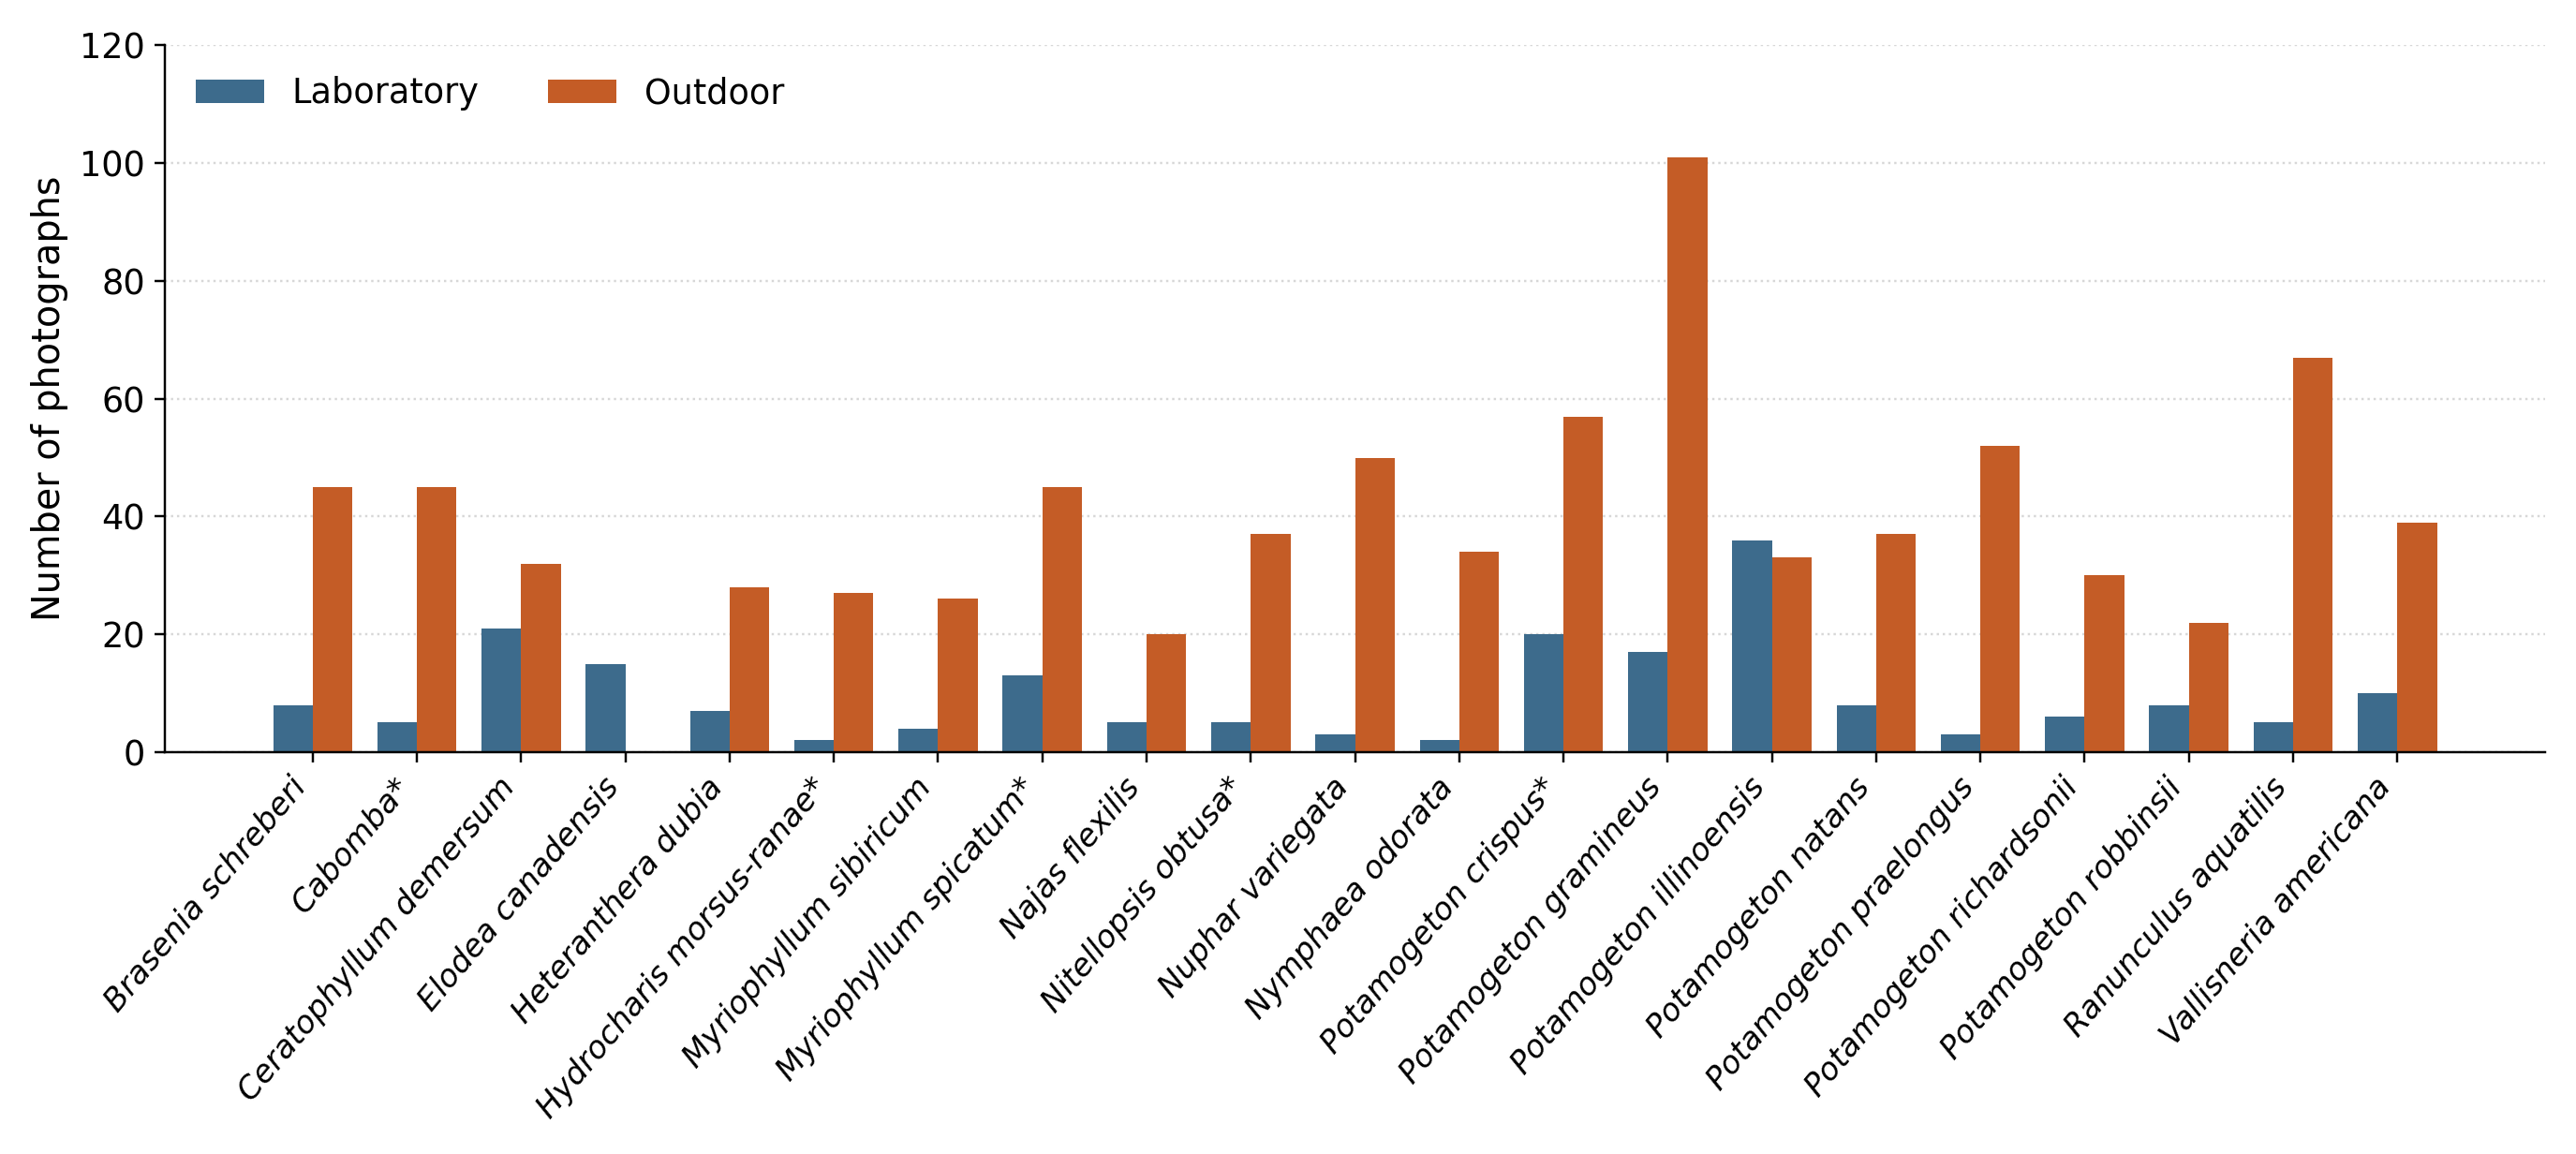 120
Laboratory Outdoor
100
80
60
40
20
0
Number of photographs
Brasenia schreberi
Cabomba*
Ceratophyllum demersum
Elodea canadensis
Heteranthera dubia
Hydrocharis morsus-ranae*
Myriophyllum sibiricum
Myriophyllum spicatum*
Najas flexilis
Nitellopsis obtusa*
Nuphar variegata
Nymphaea odorata
Potamogeton crispus*
Potamogeton gramineus
Potamogeton illinoensis
Potamogeton natans
Potamogeton praelongus
Potamogeton richardsonii
Potamogeton robbinsii
Ranunculus aquatilis
Vallisneria americana